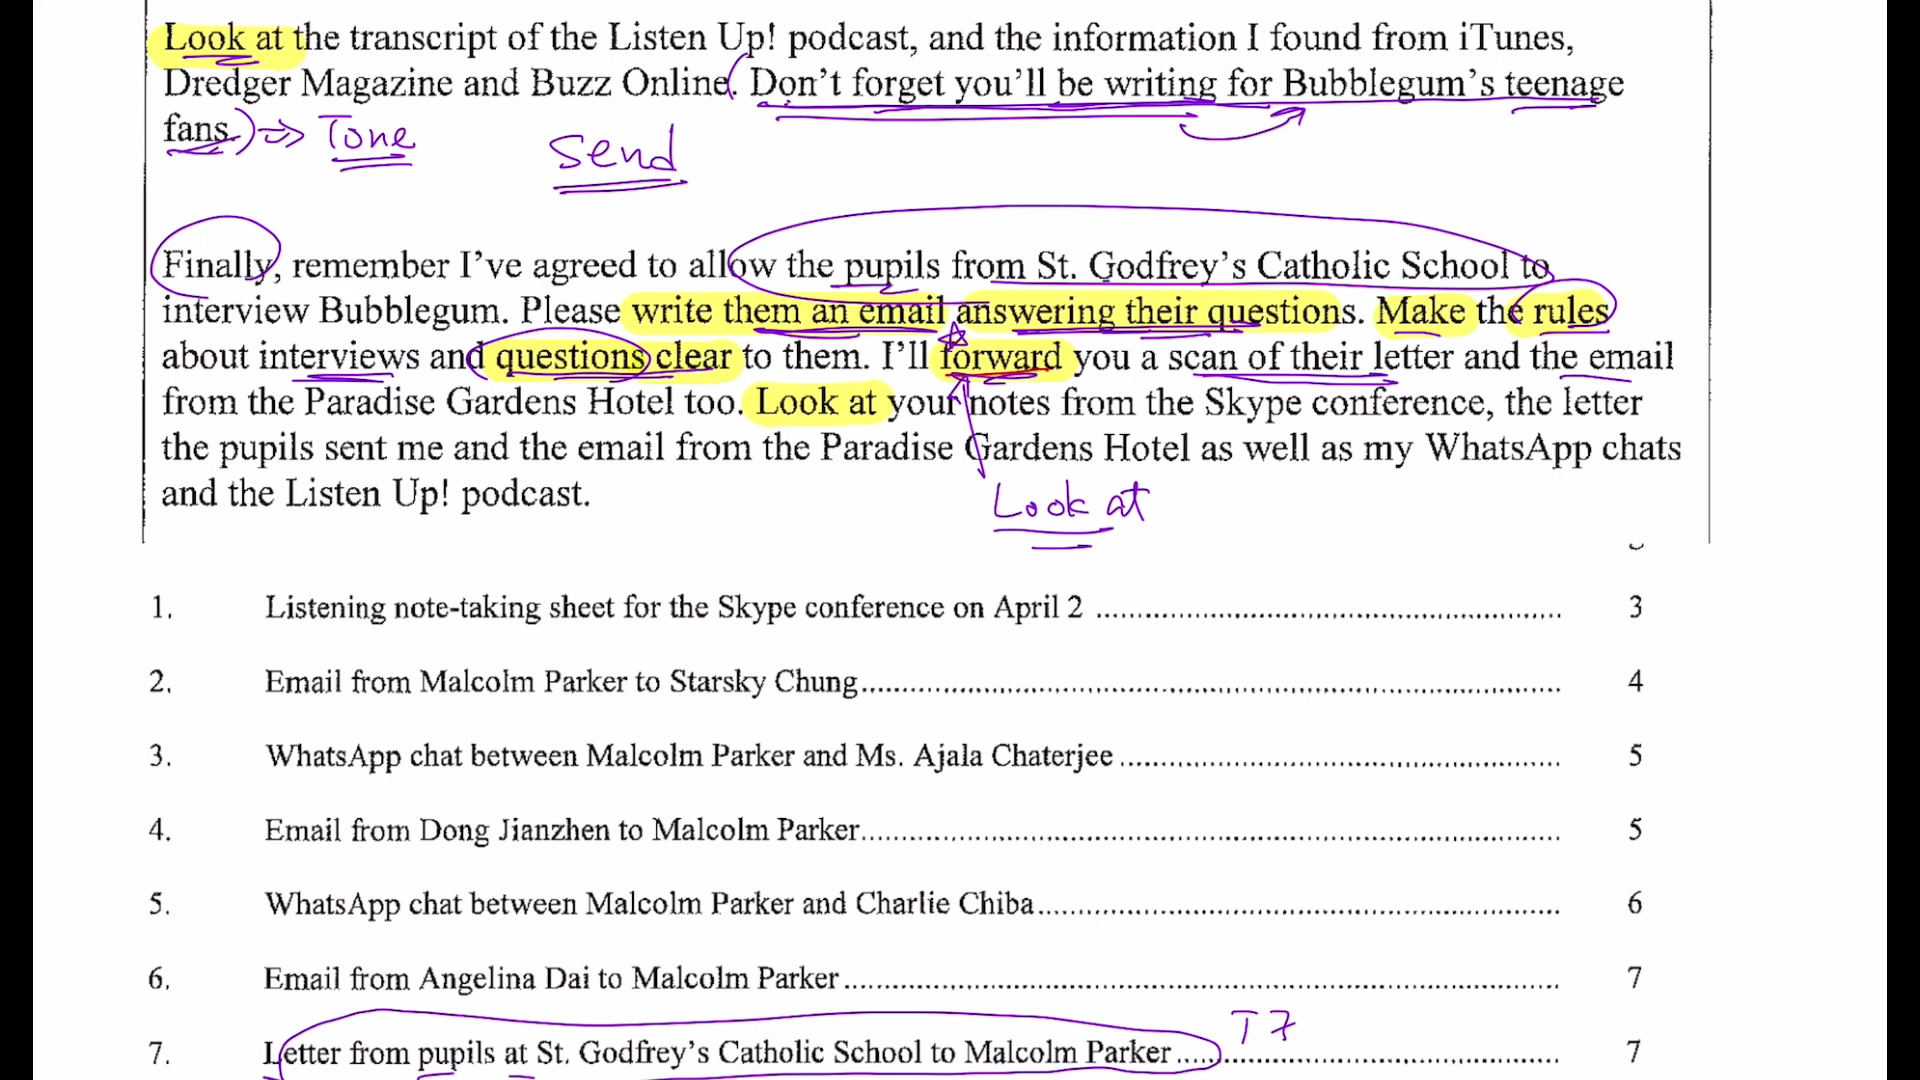 Look at the transcript of the Listen Up! podcast, and the information I found from iTunes,
Dredger Magazine and Buzz Online. Don't forget you'll be writing for Bubblegum's teenage
fans. ⇒ Tone
Send
Finally, remember I've agreed to allow the pupils from St. Godfrey's Catholic School to
interview Bubblegum. Please write them an email answering their questions. Make the rules
about interviews and questions clear to them. I'll forward you a scan of their letter and the email
from the Paradise Gardens Hotel too. Look at your notes from the Skype conference, the letter
the pupils sent me and the email from the Paradise Gardens Hotel as well as my WhatsApp chats
and the Listen Up! podcast.
Look at
1. Listening note-taking sheet for the Skype conference on April 2 ........ 3
2. Email from Malcolm Parker to Starsky Chung ........ 4
3. WhatsApp chat between Malcolm Parker and Ms. Ajala Chaterjee ........ 5
4. Email from Dong Jianzhen to Malcolm Parker ........ 5
5. WhatsApp chat between Malcolm Parker and Charlie Chiba ........ 6
6. Email from Angelina Dai to Malcolm Parker ........ 7
T7
7. Letter from pupils at St. Godfrey's Catholic School to Malcolm Parker ........ 7